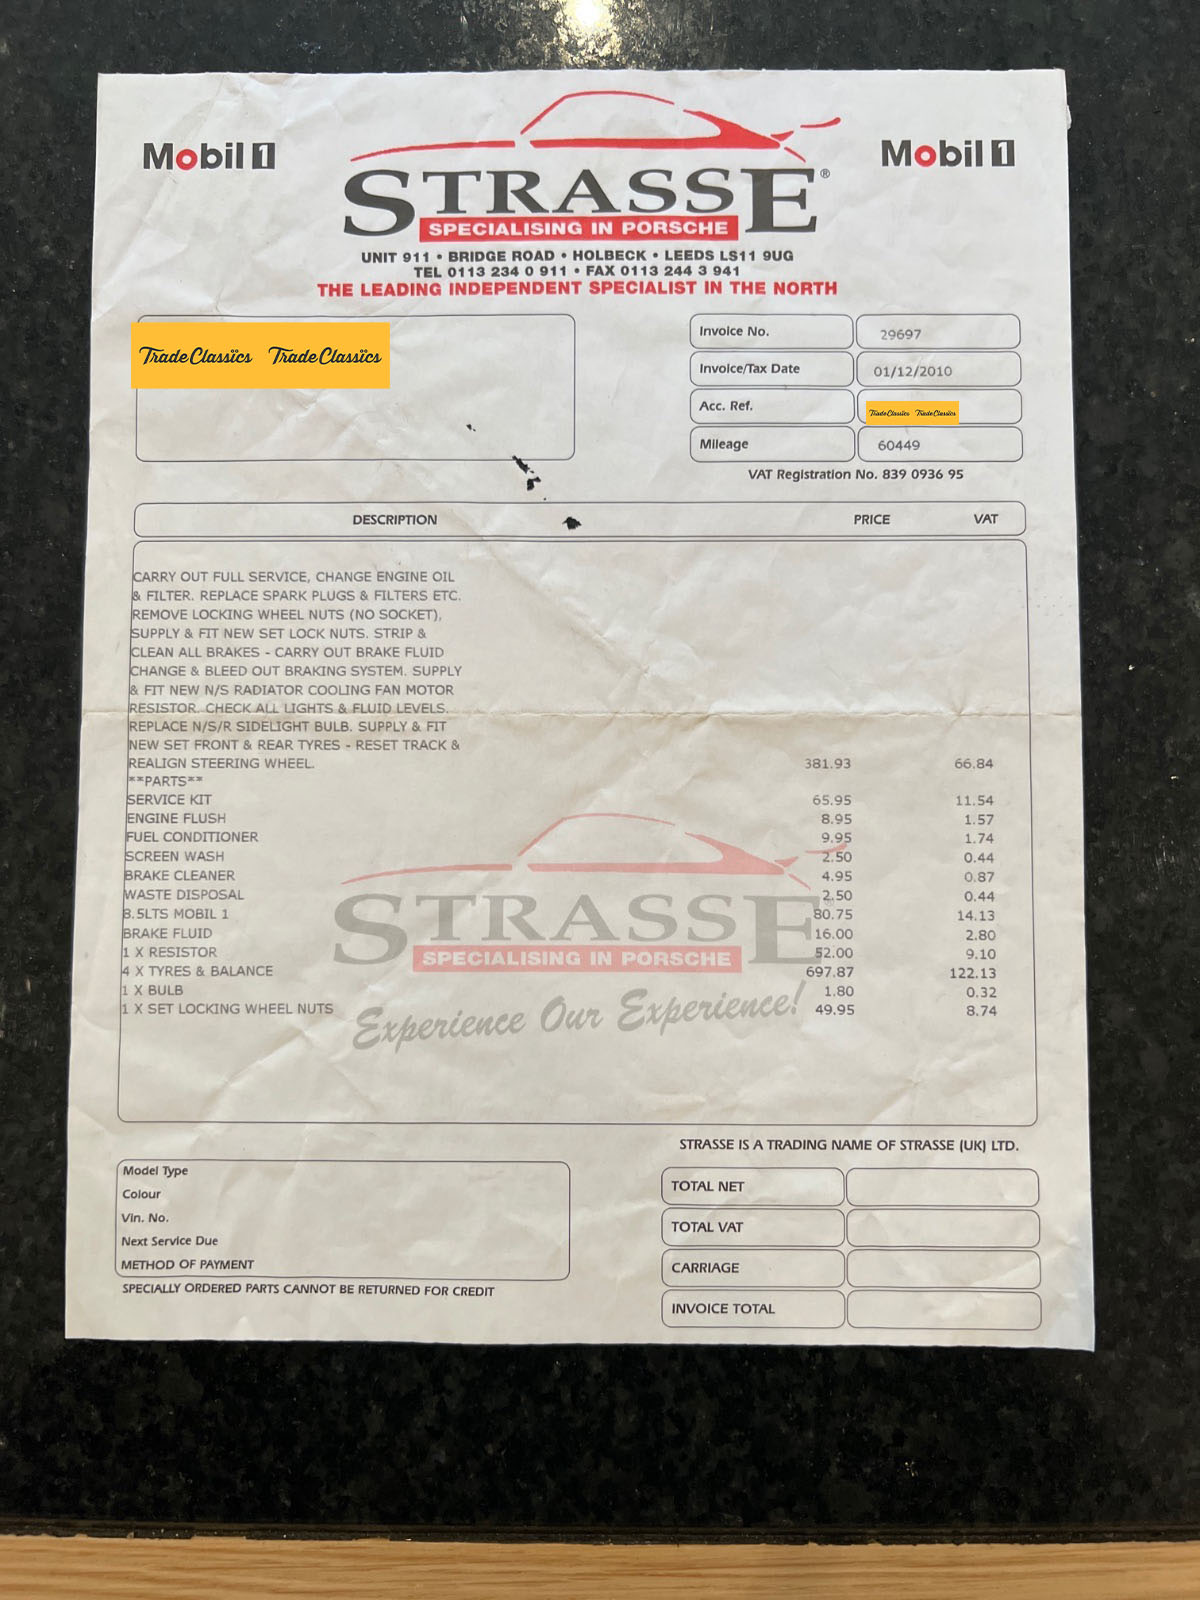 Mobil 1
STRASSE®
SPECIALISING IN PORSCHE
Mobil 1
UNIT 911 • BRIDGE ROAD • HOLBECK • LEEDS LS11 9UG
TEL 0113 234 0 911 • FAX 0113 244 3 941
THE LEADING INDEPENDENT SPECIALIST IN THE NORTH
TradeClassics TradeClassics
Invoice No. 29697
Invoice/Tax Date 01/12/2010
Acc. Ref. TradeClassics TradeClassics
Mileage 60449
VAT Registration No. 839 0936 95
DESCRIPTION PRICE VAT
CARRY OUT FULL SERVICE, CHANGE ENGINE OIL
& FILTER. REPLACE SPARK PLUGS & FILTERS ETC.
REMOVE LOCKING WHEEL NUTS (NO SOCKET),
SUPPLY & FIT NEW SET LOCK NUTS. STRIP &
CLEAN ALL BRAKES - CARRY OUT BRAKE FLUID
CHANGE & BLEED OUT BRAKING SYSTEM. SUPPLY
& FIT NEW N/S RADIATOR COOLING FAN MOTOR
RESISTOR. CHECK ALL LIGHTS & FLUID LEVELS.
REPLACE N/S/R SIDELIGHT BULB. SUPPLY & FIT
NEW SET FRONT & REAR TYRES - RESET TRACK &
REALIGN STEERING WHEEL. 381.93 66.84
**PARTS**
SERVICE KIT 65.95 11.54
ENGINE FLUSH 8.95 1.57
FUEL CONDITIONER 9.95 1.74
SCREEN WASH 2.50 0.44
BRAKE CLEANER 4.95 0.87
WASTE DISPOSAL 2.50 0.44
8.5LTS MOBIL 1 80.75 14.13
BRAKE FLUID 16.00 2.80
1 X RESISTOR 52.00 9.10
4 X TYRES & BALANCE 697.87 122.13
1 X BULB 1.80 0.32
1 X SET LOCKING WHEEL NUTS 49.95 8.74
STRASSE
SPECIALISING IN PORSCHE
Experience Our Experience!
STRASSE IS A TRADING NAME OF STRASSE (UK) LTD.
Model Type
Colour
Vin. No.
Next Service Due
METHOD OF PAYMENT
SPECIALLY ORDERED PARTS CANNOT BE RETURNED FOR CREDIT
TOTAL NET
TOTAL VAT
CARRIAGE
INVOICE TOTAL